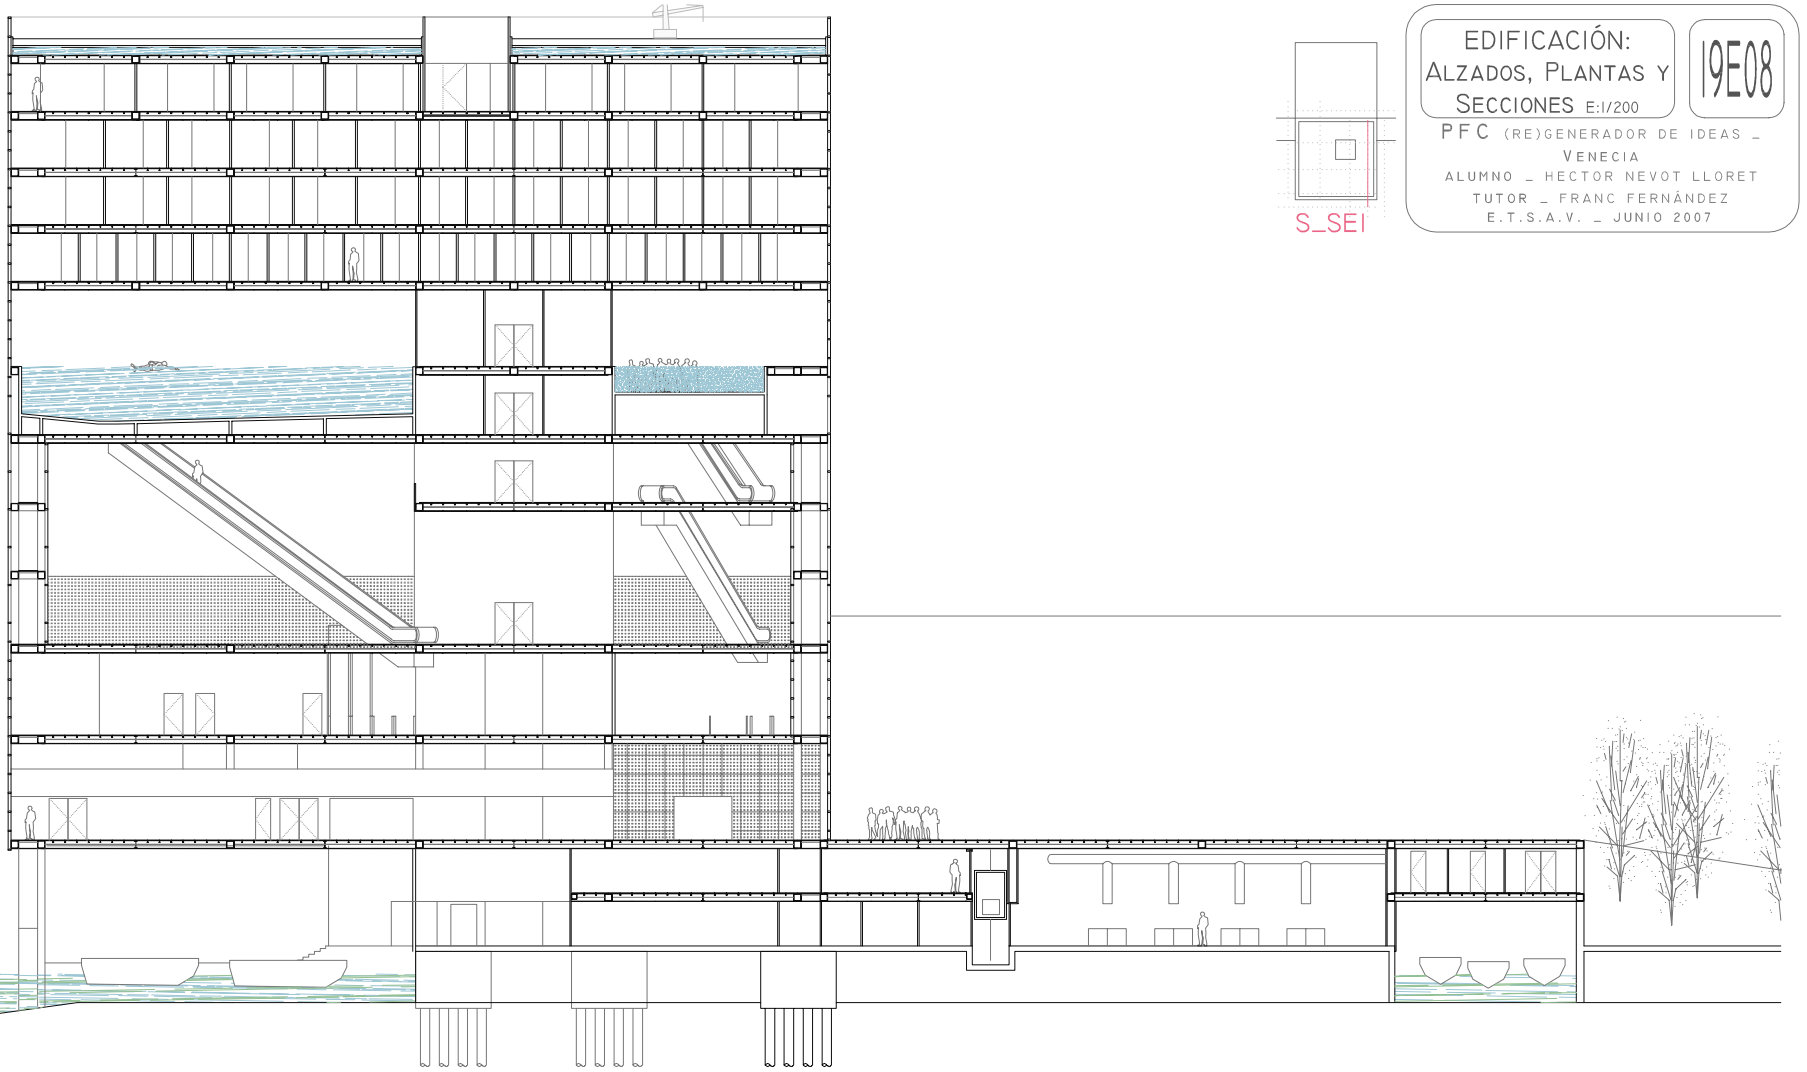 EDIFICACIÓN:
ALZADOS, PLANTAS Y
SECCIONES E:1/200
19E08
PFC (RE)GENERADOR DE IDEAS _
VENECIA
ALUMNO _ HECTOR NEVOT LLORET
TUTOR _ FRANC FERNÁNDEZ
E.T.S.A.V. _ JUNIO 2007
S_SE1